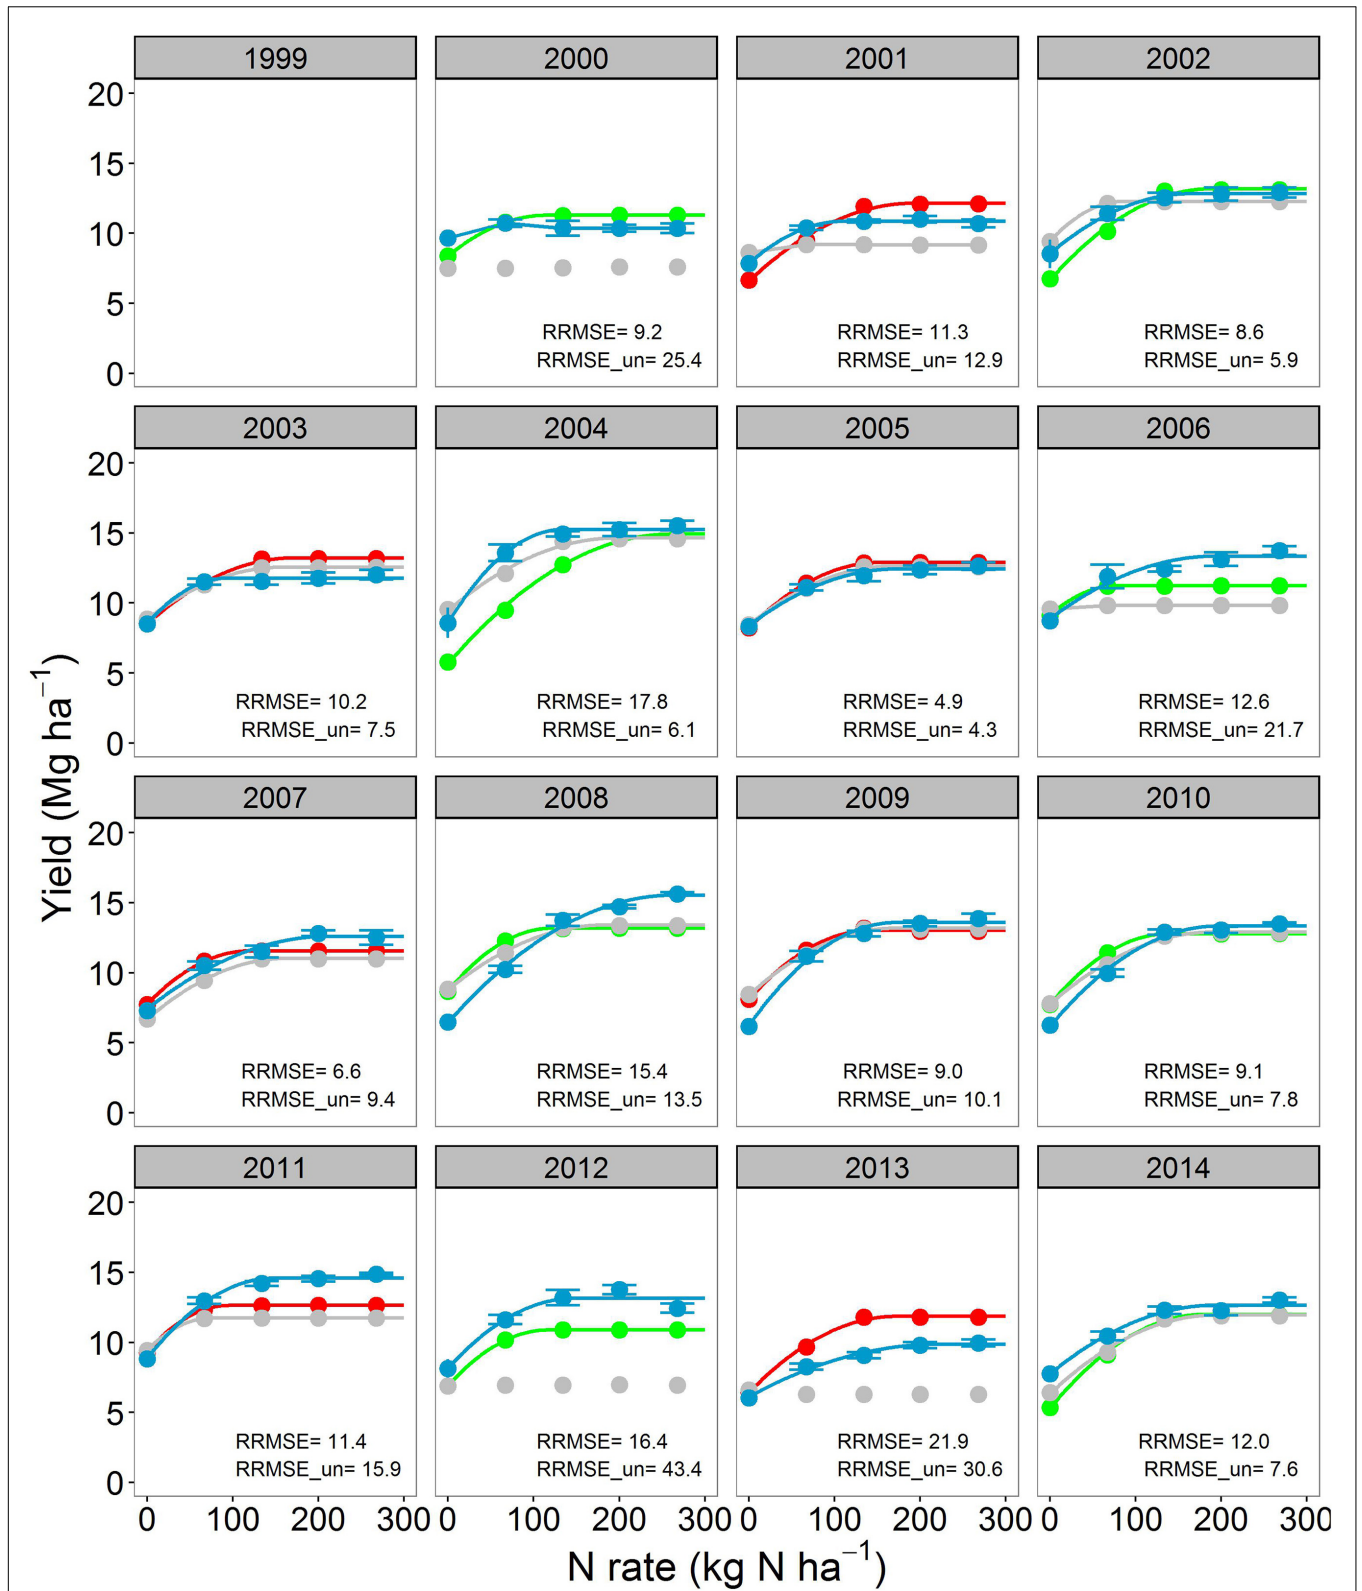 1999 2000 2001 2002
20
15
10
5
0
RRMSE= 9.2
RRMSE_un= 25.4
RRMSE= 11.3
RRMSE_un= 12.9
RRMSE= 8.6
RRMSE_un= 5.9
2003 2004 2005 2006
20
15
10
5
0
RRMSE= 10.2
RRMSE_un= 7.5
RRMSE= 17.8
RRMSE_un= 6.1
RRMSE= 4.9
RRMSE_un= 4.3
RRMSE= 12.6
RRMSE_un= 21.7
Yield (Mg ha⁻¹)
2007 2008 2009 2010
20
15
10
5
0
RRMSE= 6.6
RRMSE_un= 9.4
RRMSE= 15.4
RRMSE_un= 13.5
RRMSE= 9.0
RRMSE_un= 10.1
RRMSE= 9.1
RRMSE_un= 7.8
2011 2012 2013 2014
20
15
10
5
0
RRMSE= 11.4
RRMSE_un= 15.9
RRMSE= 16.4
RRMSE_un= 43.4
RRMSE= 21.9
RRMSE_un= 30.6
RRMSE= 12.0
RRMSE_un= 7.6
0 100 200 300 0 100 200 300 0 100 200 300 0 100 200 300
N rate (kg N ha⁻¹)